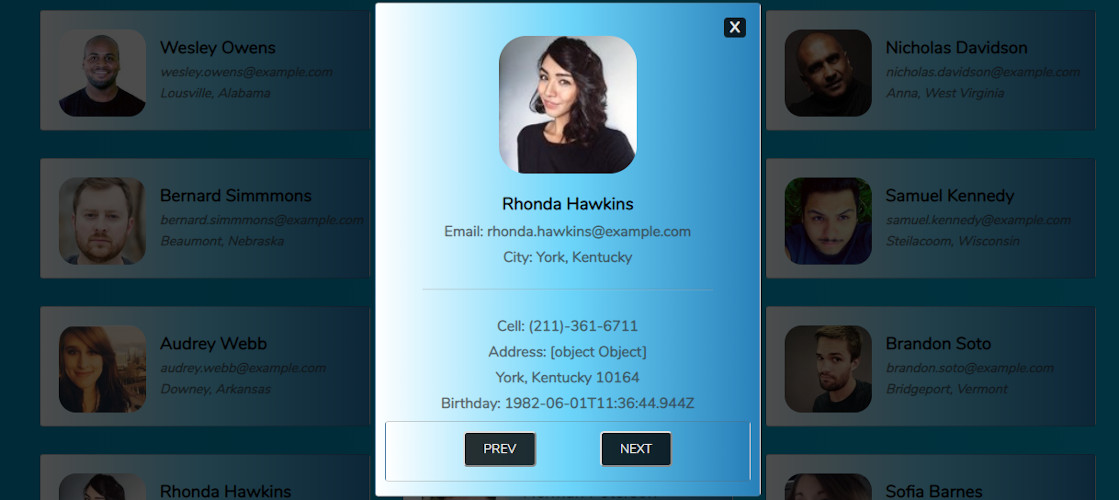 Wesley Owens
wesley.owens@example.com
Lousville, Alabama
Bernard Simmmons
bernard.simmmons@example.com
Beaumont, Nebraska
Audrey Webb
audrey.webb@example.com
Downey, Arkansas
Rhonda Hawkins
X
Rhonda Hawkins
Email: rhonda.hawkins@example.com
City: York, Kentucky
Cell: (211)-361-6711
Address: [object Object]
York, Kentucky 10164
Birthday: 1982-06-01T11:36:44.944Z
PREV
NEXT
Nicholas Davidson
nicholas.davidson@example.com
Anna, West Virginia
Samuel Kennedy
samuel.kennedy@example.com
Steilacoom, Wisconsin
Brandon Soto
brandon.soto@example.com
Bridgeport, Vermont
Sofia Barnes